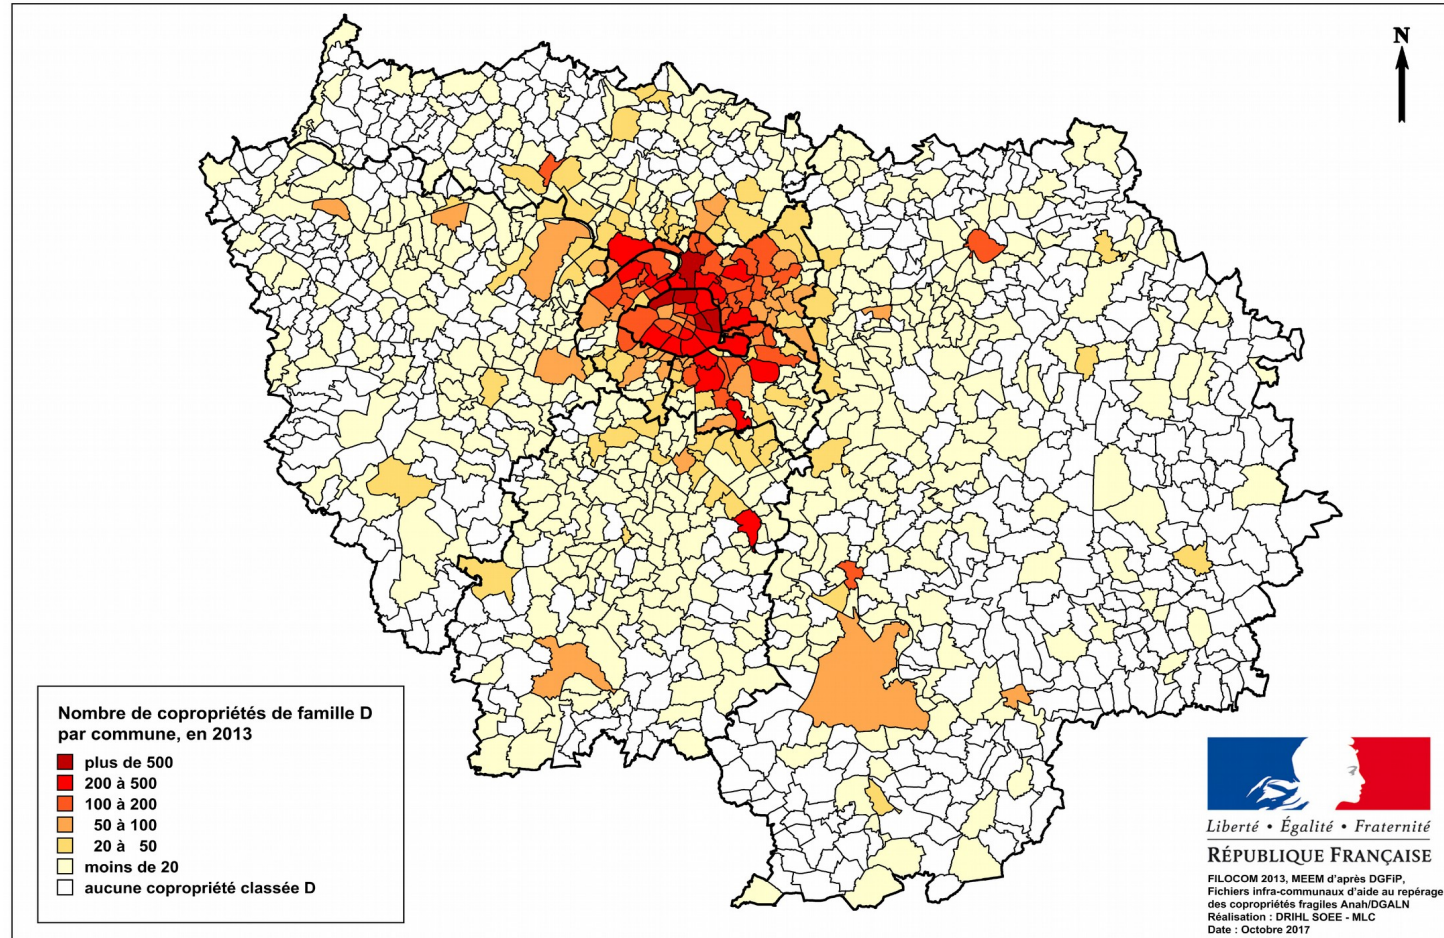 N
Nombre de copropriétés de famille D
par commune, en 2013
plus de 500
200 à 500
100 à 200
50 à 100
20 à 50
moins de 20
aucune copropriété classée D
Liberté • Égalité • Fraternité
RÉPUBLIQUE FRANÇAISE
FILOCOM 2013, MEEM d'après DGFiP,
Fichiers infra-communaux d'aide au repérage
des copropriétés fragiles Anah/DGALN
Réalisation : DRIHL SOEE - MLC
Date : Octobre 2017